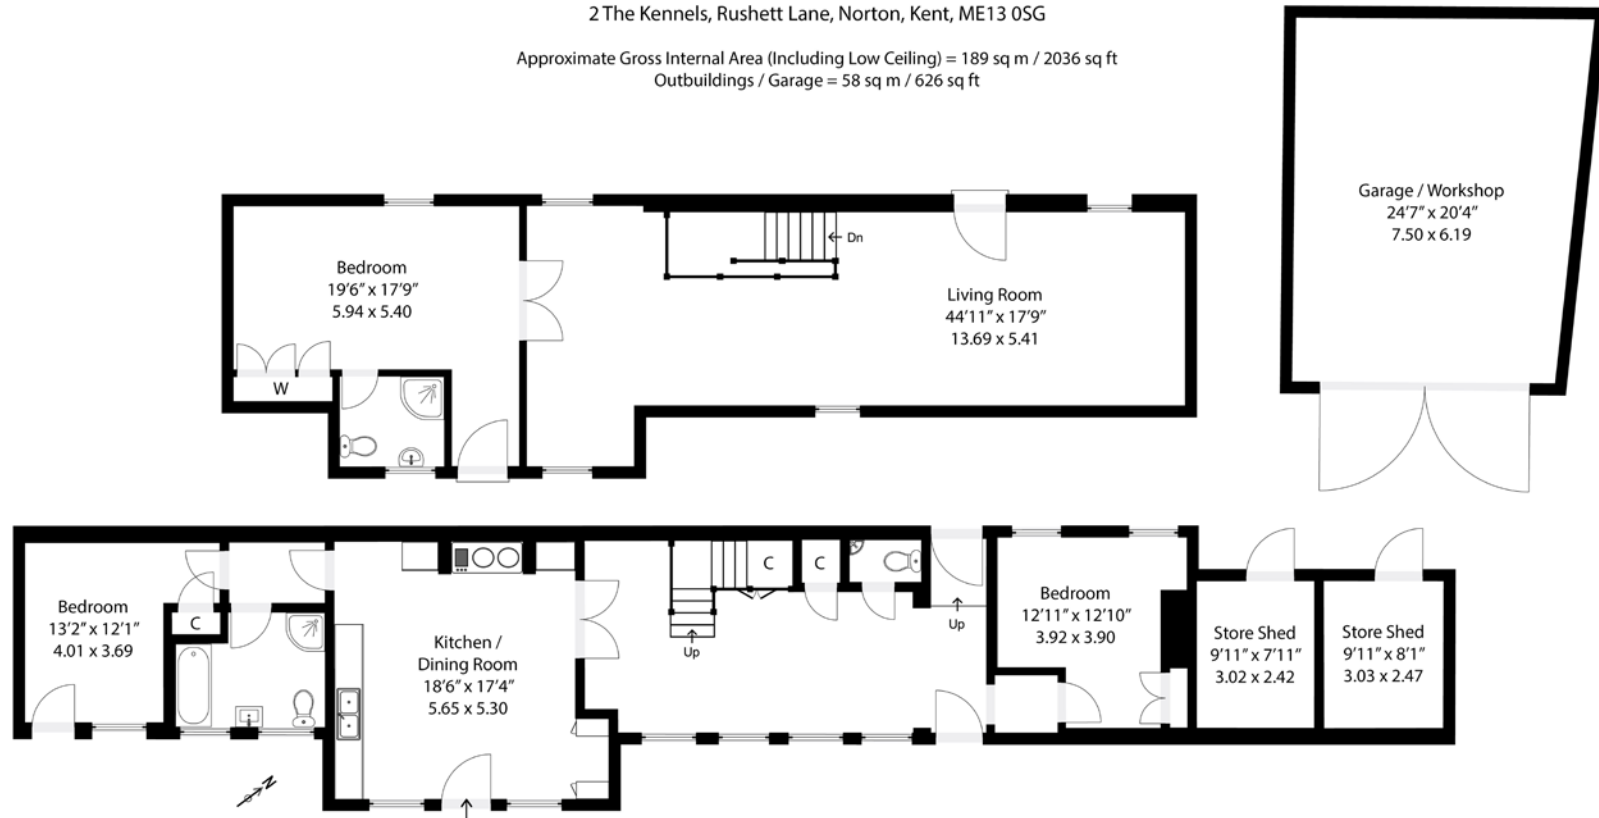 2 The Kennels, Rushett Lane, Norton, Kent, ME13 0SG
Approximate Gross Internal Area (Including Low Ceiling) = 189 sq m / 2036 sq ft
Outbuildings / Garage = 58 sq m / 626 sq ft
Garage / Workshop
24'7" x 20'4"
7.50 x 6.19
Bedroom
19'6" x 17'9"
5.94 x 5.40
W
Dn
Living Room
44'11" x 17'9"
13.69 x 5.41
Bedroom
13'2" x 12'1"
4.01 x 3.69
C
Kitchen /
Dining Room
18'6" x 17'4"
5.65 x 5.30
Up
C
C
Up
Bedroom
12'11" x 12'10"
3.92 x 3.90
Store Shed
9'11" x 7'11"
3.02 x 2.42
Store Shed
9'11" x 8'1"
3.03 x 2.47
N